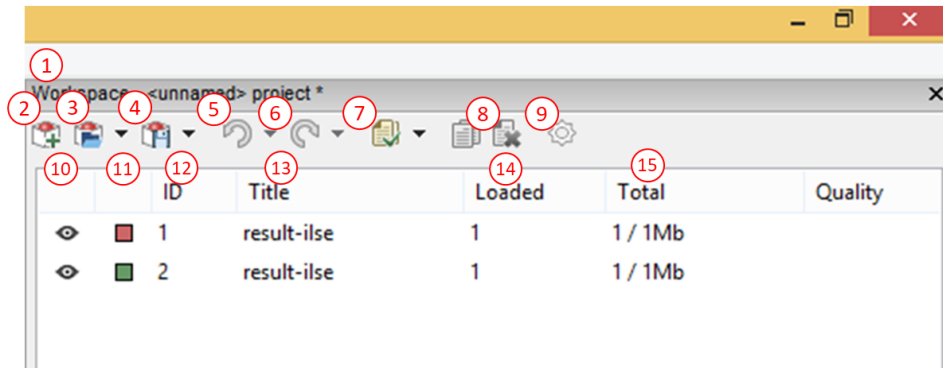 1
Workspace - <unnamed> project *
2 3 4 5 6 7 8 9
10 11 12 13 14 15
ID Title Loaded Total Quality
1 result-ilse 1 1 / 1Mb
2 result-ilse 1 1 / 1Mb